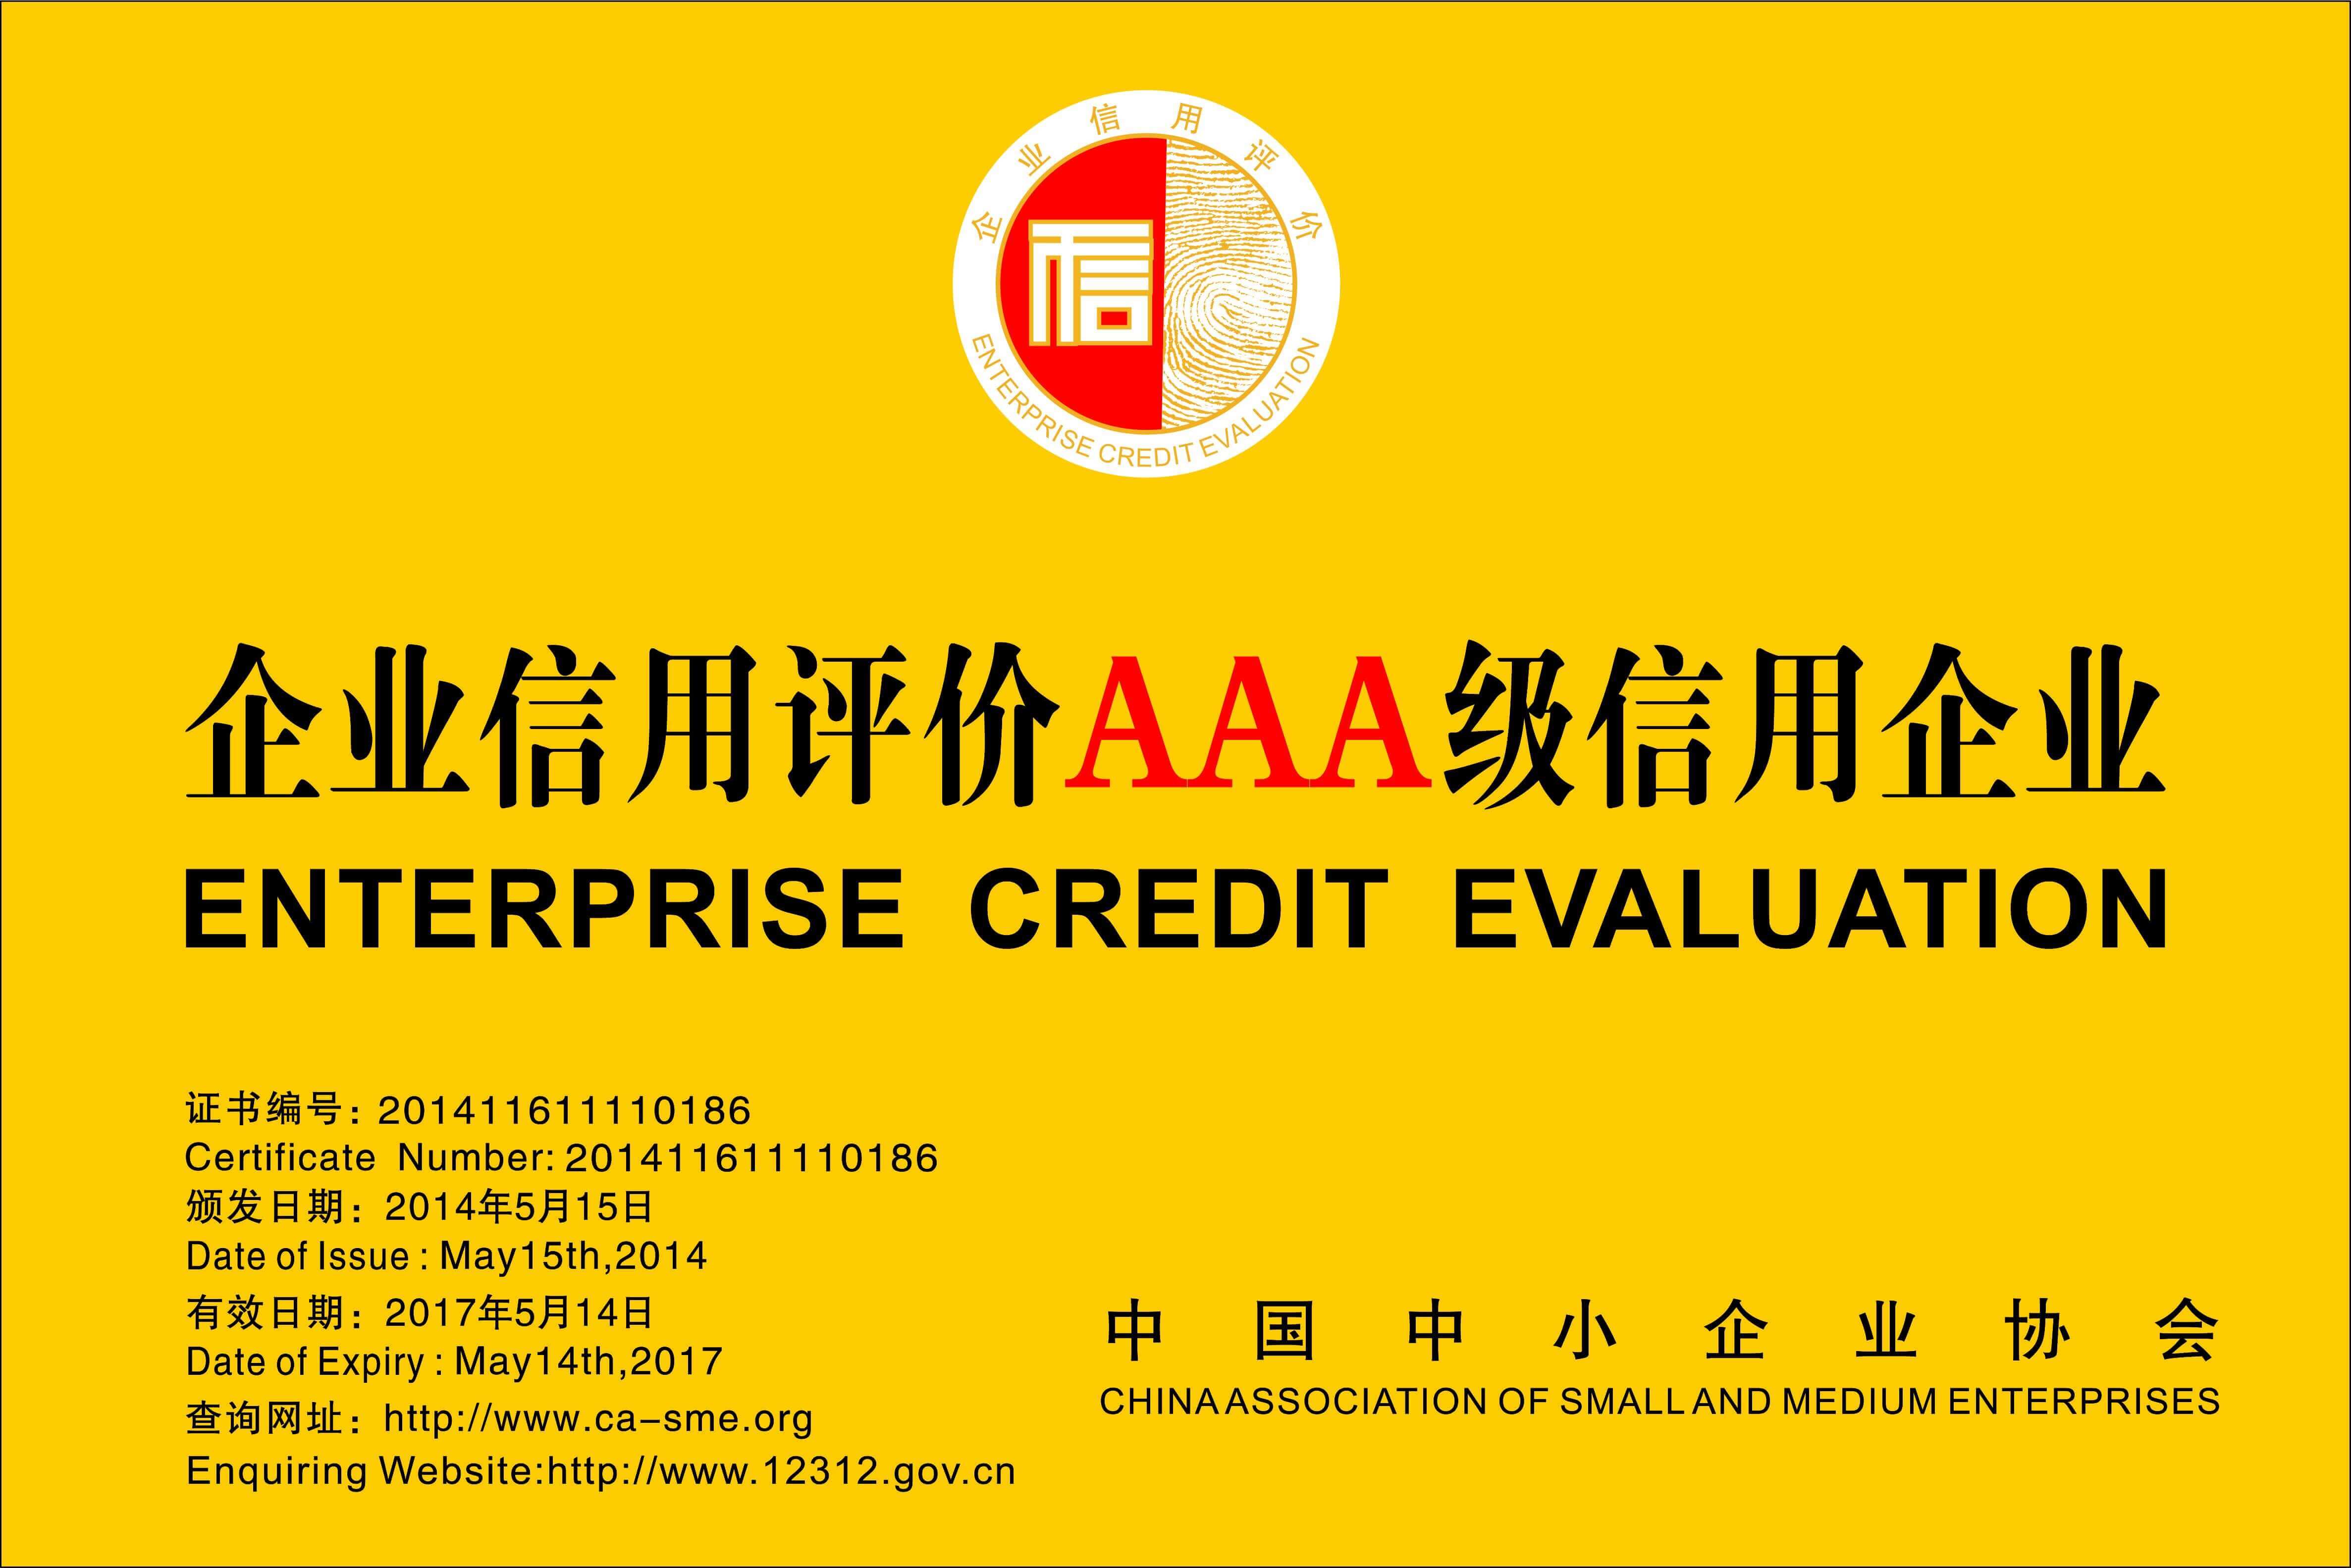 企业信用评价
信
ENTERPRISE CREDIT EVALUATION
企业信用评价AAA级信用企业
ENTERPRISE CREDIT EVALUATION
证书编号：201411611110186
Certificate Number: 201411611110186
颁发日期：2014年5月15日
Date of Issue : May15th,2014
有效日期：2017年5月14日
Date of Expiry : May14th,2017
查询网址：http://www.ca-sme.org
Enquiring Website:http://www.12312.gov.cn
中国中小企业协会
CHINA ASSOCIATION OF SMALL AND MEDIUM ENTERPRISES